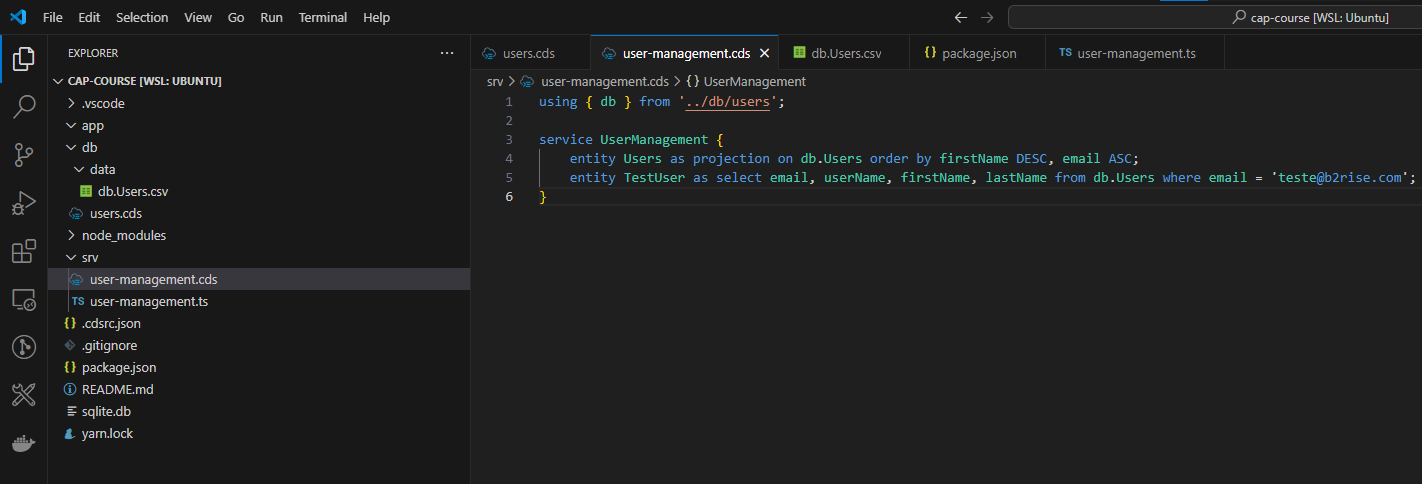 File Edit Selection View Go Run Terminal Help
cap-course [WSL: Ubuntu]
EXPLORER
CAP-COURSE [WSL: UBUNTU]
.vscode
app
db
data
db.Users.csv
users.cds
node_modules
srv
user-management.cds
TS user-management.ts
{} .cdsrc.json
.gitignore
{} package.json
README.md
sqlite.db
yarn.lock
users.cds user-management.cds db.Users.csv {} package.json TS user-management.ts
srv > user-management.cds > {} UserManagement
1 using { db } from '../db/users';
2
3 service UserManagement {
4 entity Users as projection on db.Users order by firstName DESC, email ASC;
5 entity TestUser as select email, userName, firstName, lastName from db.Users where email = 'teste@b2rise.com';
6 }